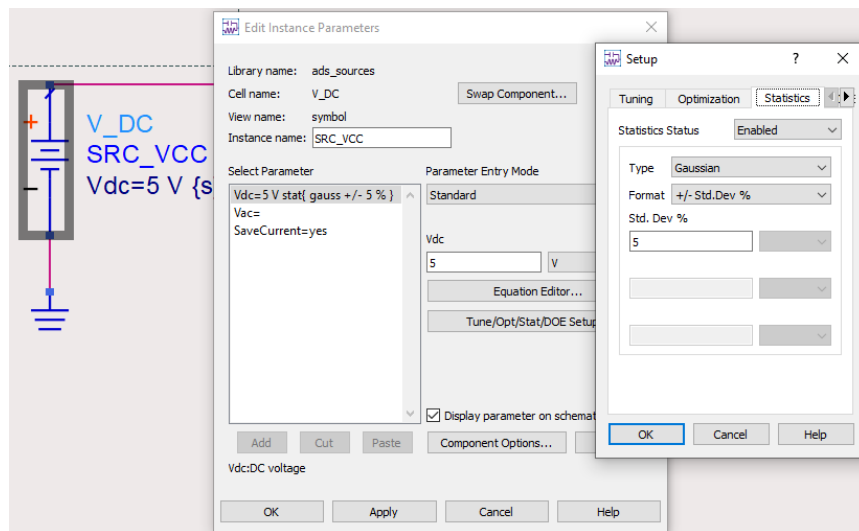 Edit Instance Parameters
Library name: ads_sources
Cell name: V_DC
Swap Component...
View name: symbol
Instance name: SRC_VCC
Select Parameter
Parameter Entry Mode
Vdc=5 V stat{ gauss +/- 5 % }
Standard
Vac=
SaveCurrent=yes
Vdc
5 V
Equation Editor...
Tune/Opt/Stat/DOE Setup
Display parameter on schemat
Add Cut Paste Component Options...
Vdc:DC voltage
OK Apply Cancel Help
Setup ?
Tuning Optimization Statistics
Statistics Status Enabled
Type Gaussian
Format +/- Std.Dev %
Std. Dev %
5
OK Cancel Help
+
V_DC
SRC_VCC
Vdc=5 V {s
-